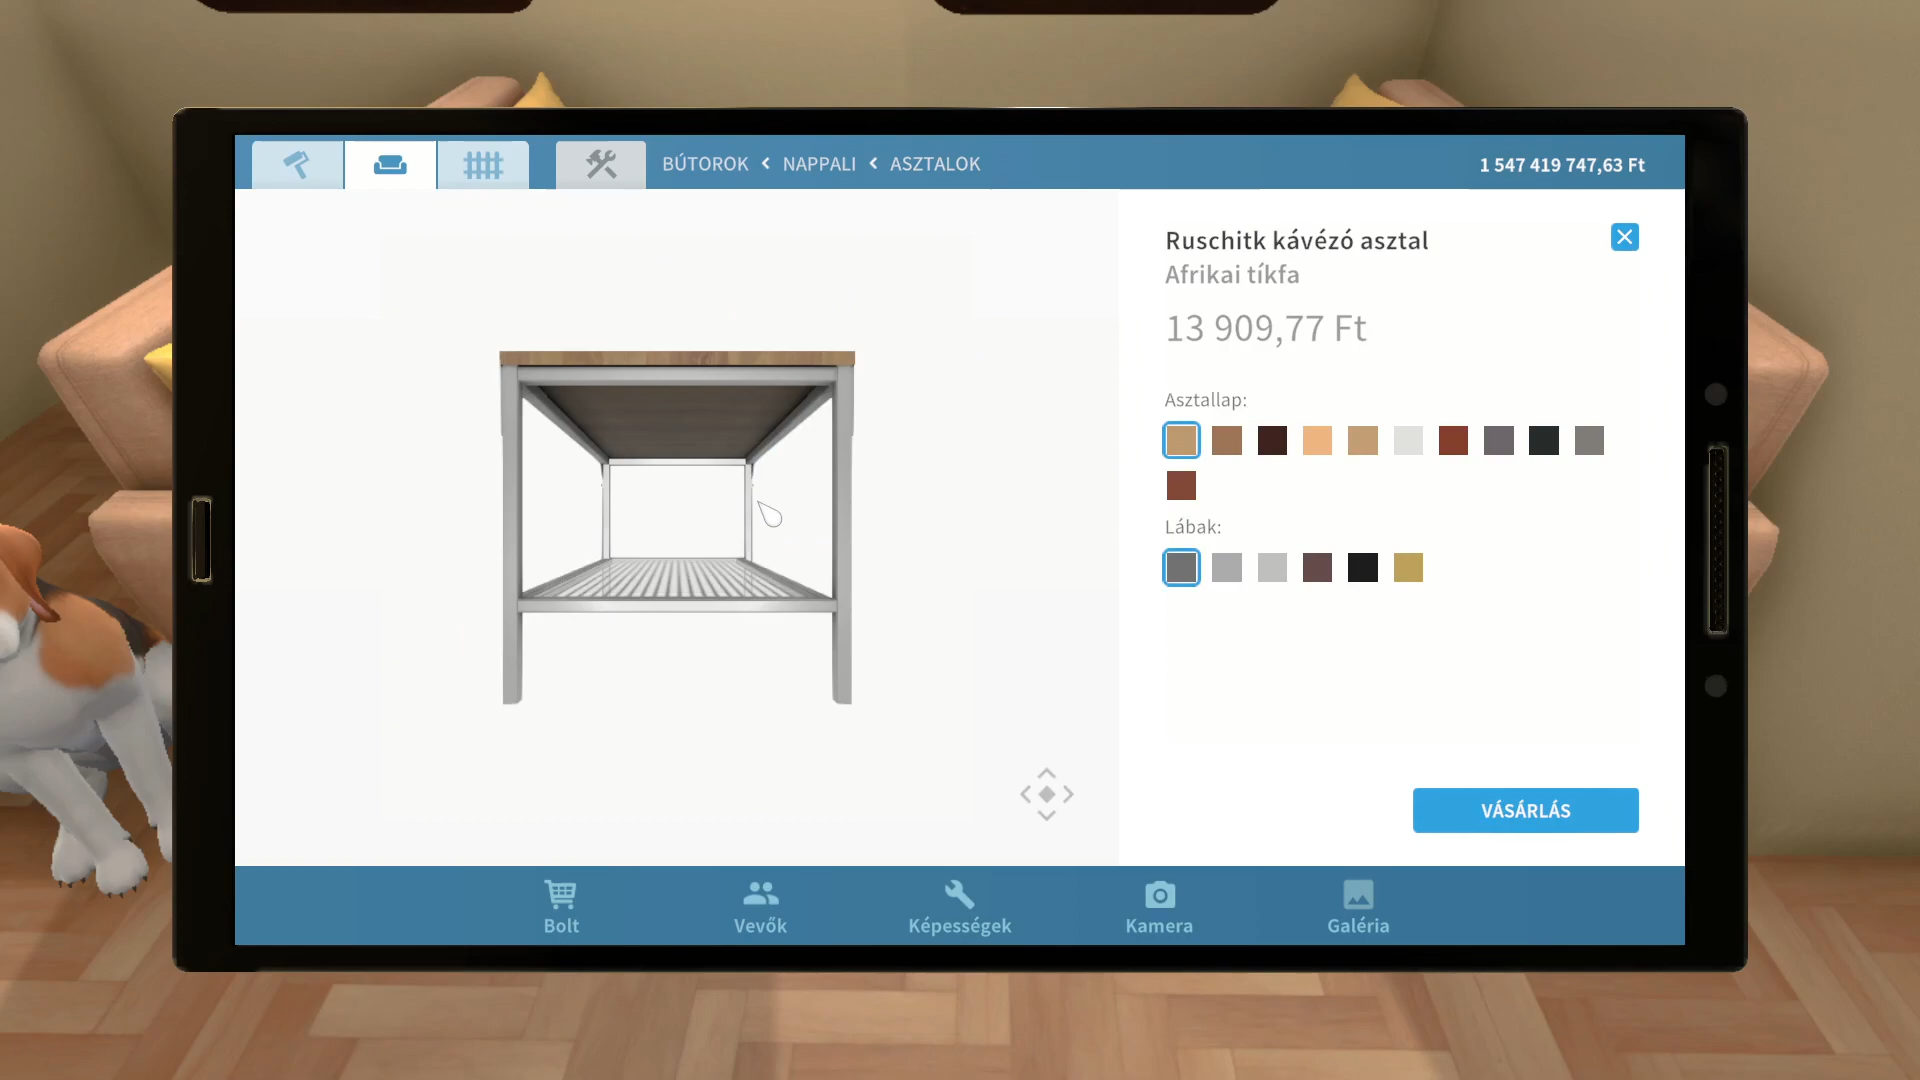 BÚTOROK < NAPPALI < ASZTALOK
1 547 419 747,63 Ft
Ruschitk kávézó asztal
Afrikai tíkfa
13 909,77 Ft
Asztallap:
Lábak:
VÁSÁRLÁS
Bolt
Vevők
Képességek
Kamera
Galéria